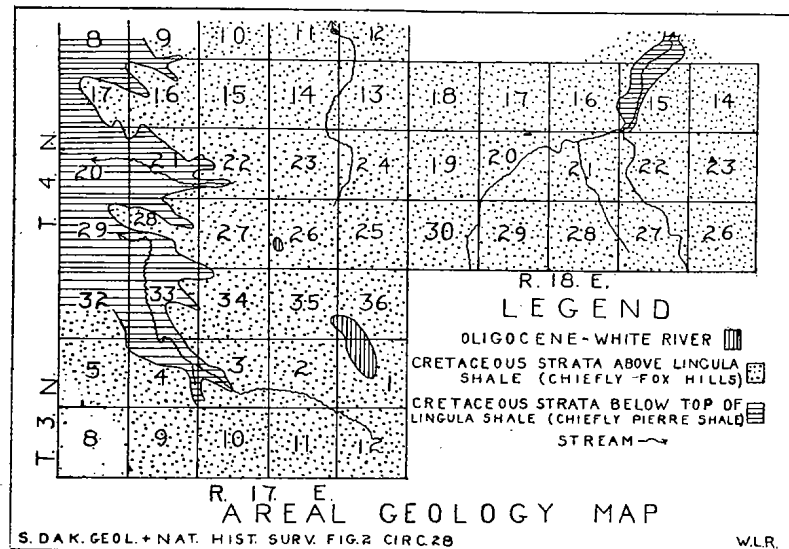 8 9 10 11 12
17 16 15 14 13 18 17 16 15 14
20 21 22 23 24 19 20 21 22 23
29 28 27 26 25 30 29 28 27 26
32 33 34 35 36
5 4 3 2 1
8 9 10 11 12
T. 4. N.
T. 3. N
R. 17. E.
R. 18. E.
LEGEND
OLIGOCENE-WHITE RIVER
CRETACEOUS STRATA ABOVE LINGULA
SHALE (CHIEFLY FOX HILLS)
CRETACEOUS STRATA BELOW TOP OF
LINGULA SHALE (CHIEFLY PIERRE SHALE)
STREAM
AREAL GEOLOGY MAP
S. DAK. GEOL. + NAT. HIST. SURV. FIG. 2 CIRC. 28
W.L.R.